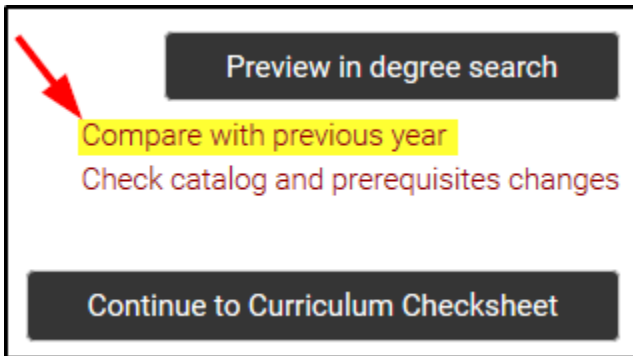 Preview in degree search
Compare with previous year
Check catalog and prerequisites changes
Continue to Curriculum Checksheet